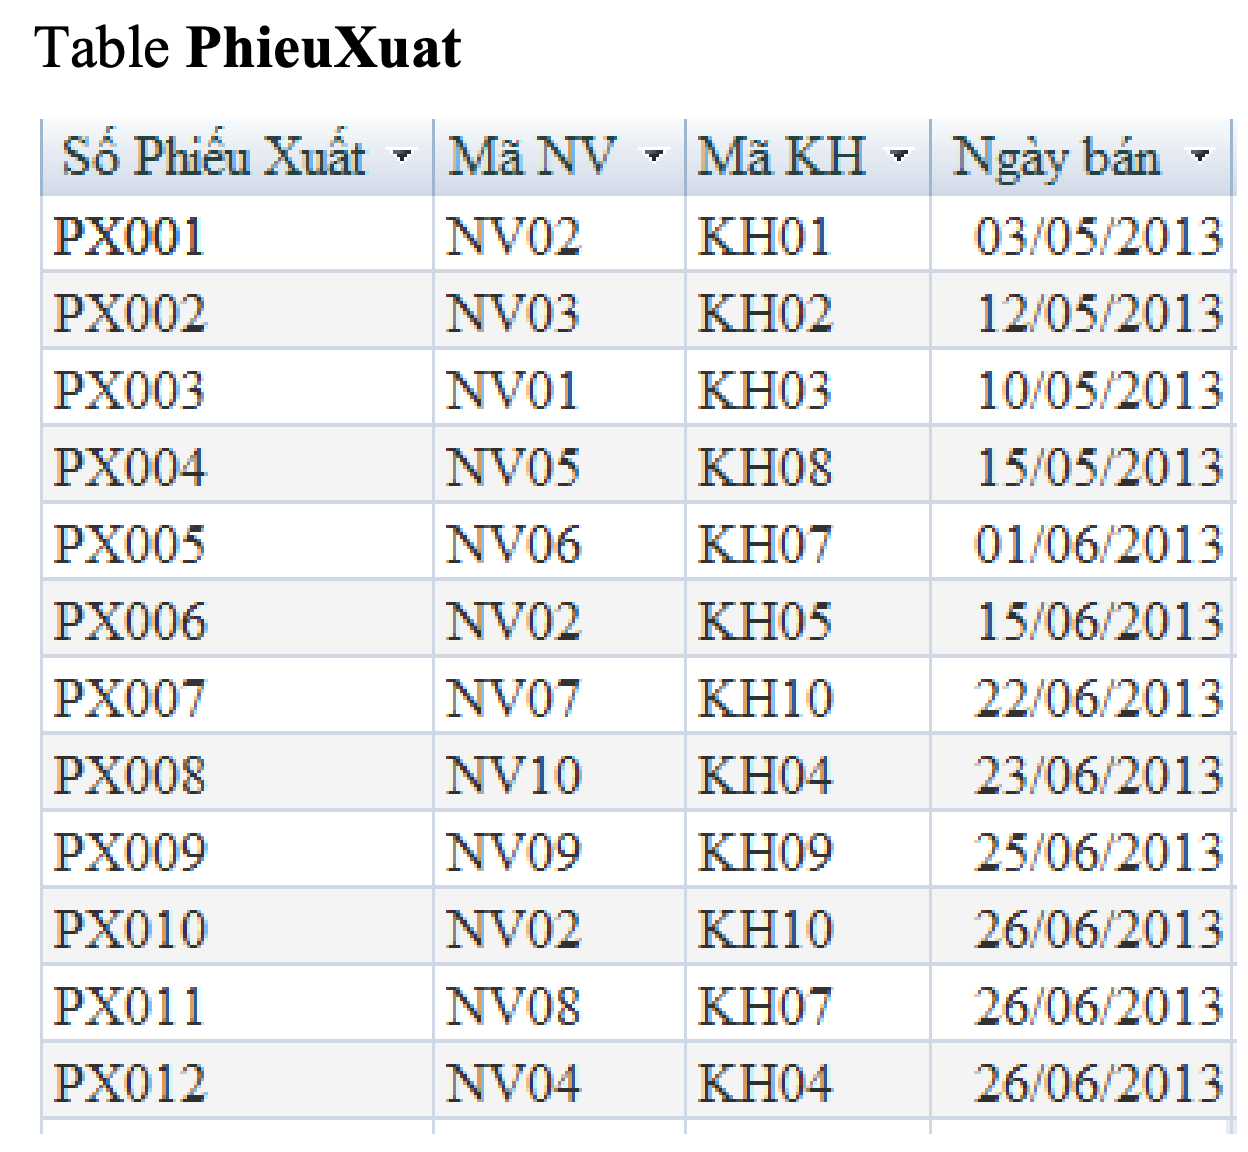 Table PhieuXuat
Số Phiếu Xuất Mã NV Mã KH Ngày bán
PX001 NV02 KH01 03/05/2013
PX002 NV03 KH02 12/05/2013
PX003 NV01 KH03 10/05/2013
PX004 NV05 KH08 15/05/2013
PX005 NV06 KH07 01/06/2013
PX006 NV02 KH05 15/06/2013
PX007 NV07 KH10 22/06/2013
PX008 NV10 KH04 23/06/2013
PX009 NV09 KH09 25/06/2013
PX010 NV02 KH10 26/06/2013
PX011 NV08 KH07 26/06/2013
PX012 NV04 KH04 26/06/2013